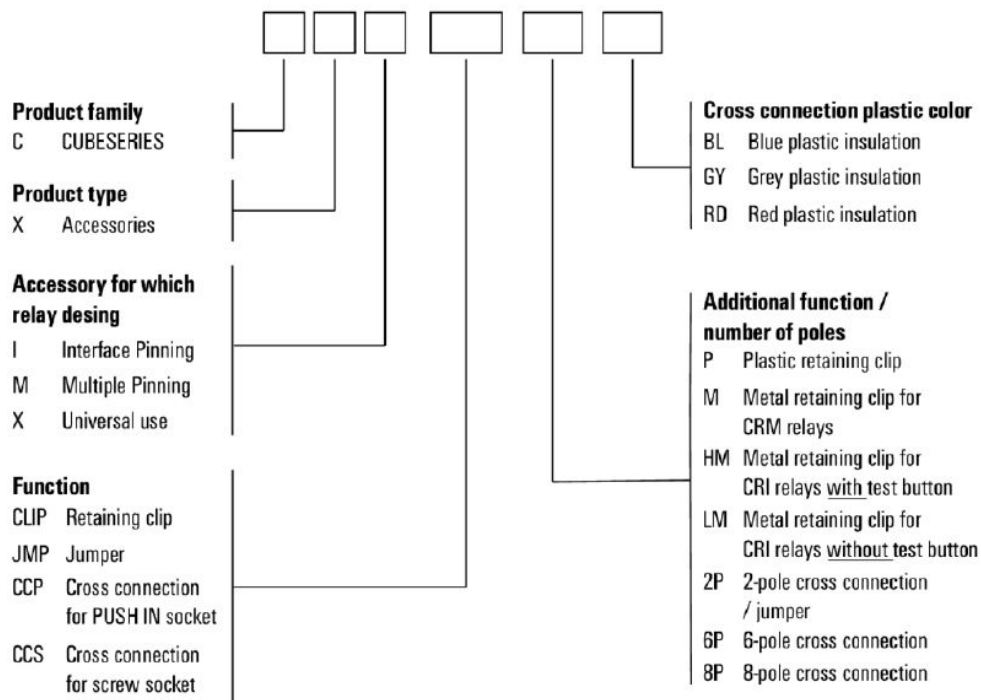 Product family
C CUBESERIES
Product type
X Accessories
Accessory for which
relay desing
I Interface Pinning
M Multiple Pinning
X Universal use
Function
CLIP Retaining clip
JMP Jumper
CCP Cross connection
for PUSH IN socket
CCS Cross connection
for screw socket
Cross connection plastic color
BL Blue plastic insulation
GY Grey plastic insulation
RD Red plastic insulation
Additional function /
number of poles
P Plastic retaining clip
M Metal retaining clip for
CRM relays
HM Metal retaining clip for
CRI relays with test button
LM Metal retaining clip for
CRI relays without test button
2P 2-pole cross connection
/ jumper
6P 6-pole cross connection
8P 8-pole cross connection